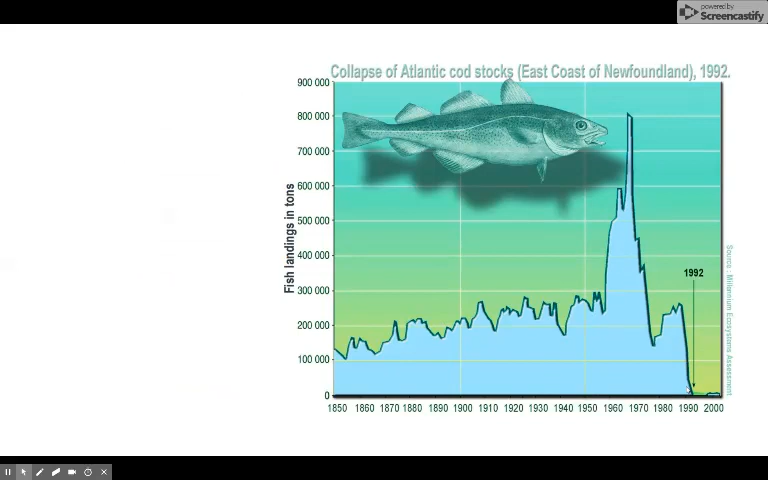 powered by
Screencastify
Collapse of Atlantic cod stocks (East Coast of Newfoundland), 1992.
900 000
800 000
700 000
600 000
500 000
400 000
300 000
200 000
100 000
0
Fish landings in tons
1992
Source : Millennium Ecosystems Assessment
1850 1860 1870 1880 1890 1900 1910 1920 1930 1940 1950 1960 1970 1980 1990 2000